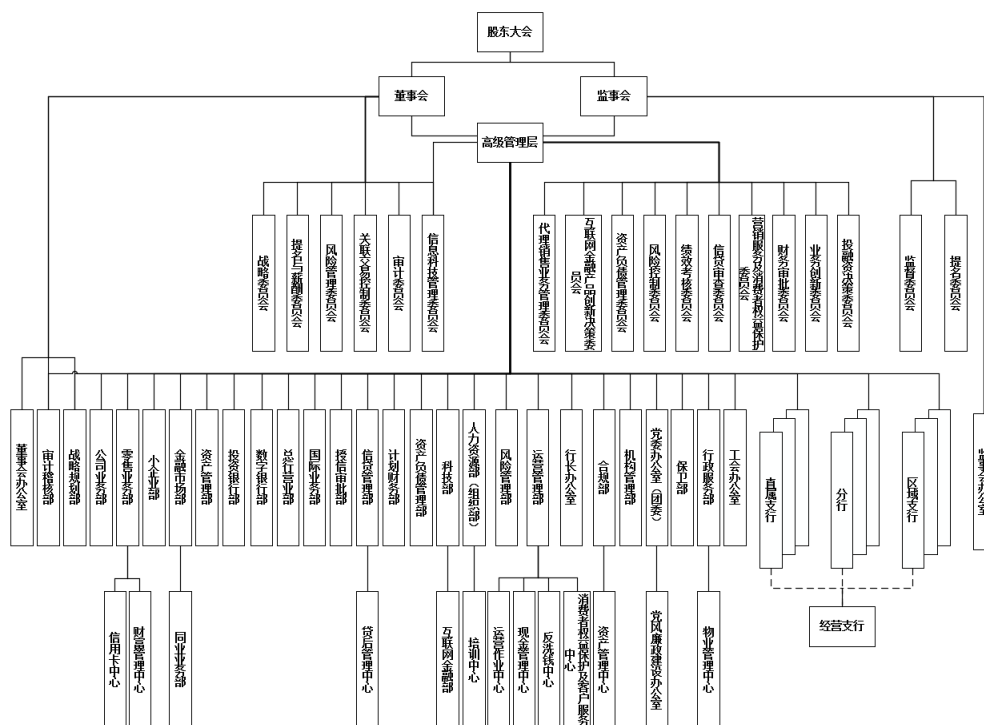 股东大会
董事会
监事会
高级管理层
战略委员会
提名与薪酬委员会
风险管理委员会
关联交易控制委员会
审计委员会
信息科技管理委员会
代理销售业务管理委员会
互联网金融产品创新决策委
员会
资产负债管理委员会
风险控制委员会
绩效考核委员会
信贷审查委员会
营销服务及消费者权益保护
委员会
财务审批委员会
业务创新委员会
投融资决策委员会
监督委员会
提名委员会
董事会办公室
审计稽核部
战略规划部
公司业务部
零售业务部
小企业部
金融市场部
资产管理部
投资银行部
数字银行部
总行营业部
国际业务部
授信审批部
信贷管理部
计划财务部
资产负债管理部
科技部
人力资源部（组织部）
风险管理部
运营管理部
行长办公室
合规部
机构管理部
党委办公室（团委）
保卫部
行政服务部
工会办公室
直属支行
分行
区域支行
监事会办公室
信用卡中心
财富管理中心
同业业务部
贷后管理中心
互联网金融部
培训中心
运营作业中心
现金管理中心
反洗钱中心
消费者权益保护及客户服务
中心
资产管理中心
党风廉政建设办公室
物业管理中心
经营支行